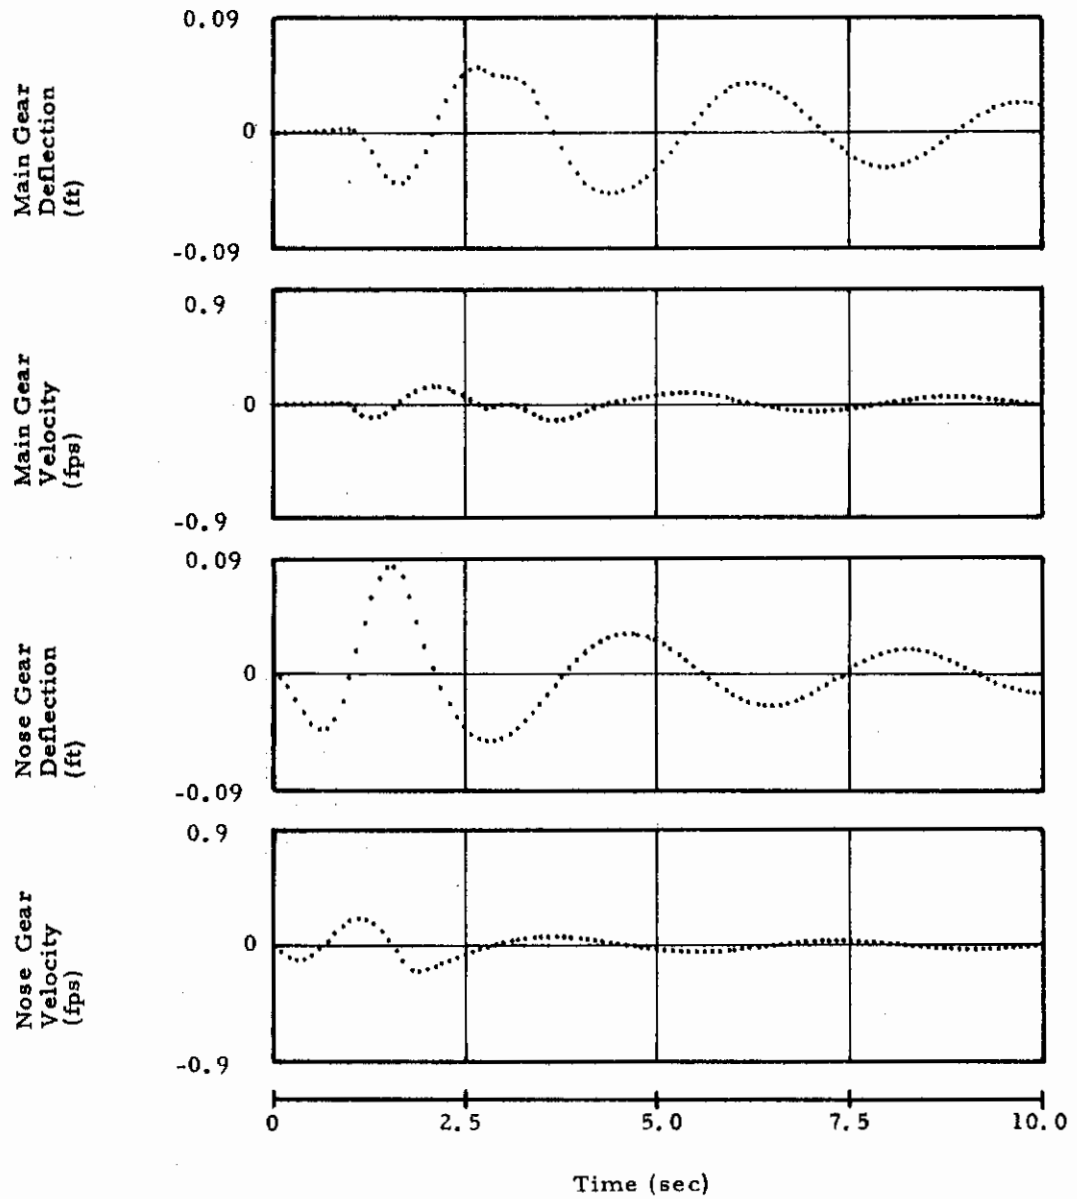 Main Gear
Deflection
(ft)
0.09
0
-0.09
Main Gear
Velocity
(fps)
0.9
0
-0.9
Nose Gear
Deflection
(ft)
0.09
0
-0.09
Nose Gear
Velocity
(fps)
0.9
0
-0.9
0 2.5 5.0 7.5 10.0
Time (sec)